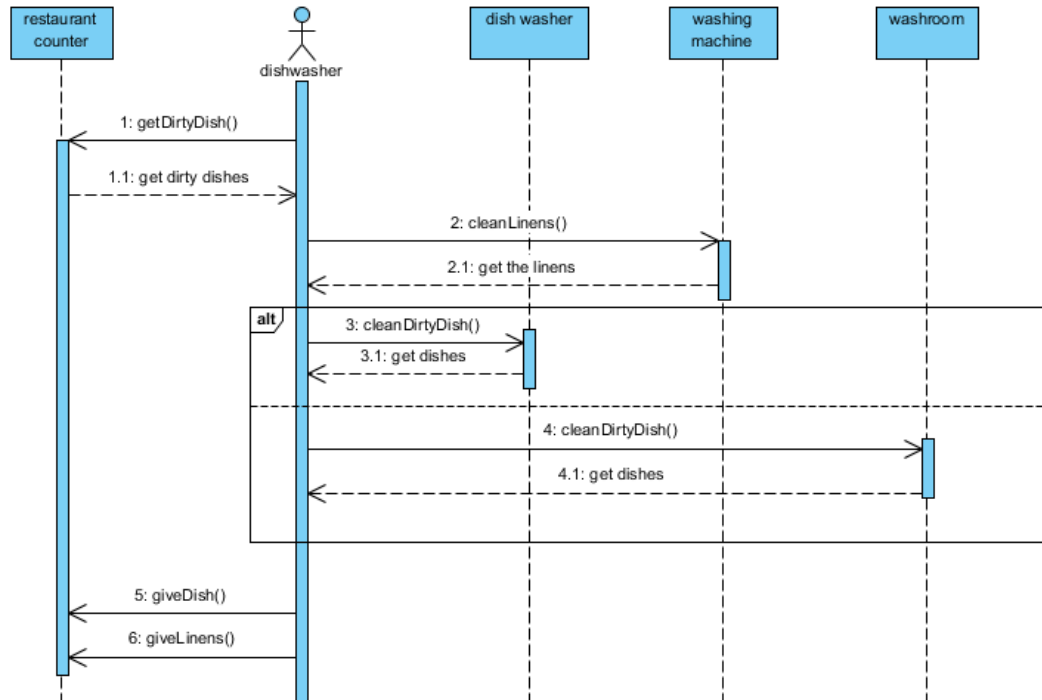 restaurant
counter
dishwasher
dish washer
washing
machine
washroom
1: getDirtyDish()
1.1: get dirty dishes
2: cleanLinens()
2.1: get the linens
alt
3: cleanDirtyDish()
3.1: get dishes
4: cleanDirtyDish()
4.1: get dishes
5: giveDish()
6: giveLinens()